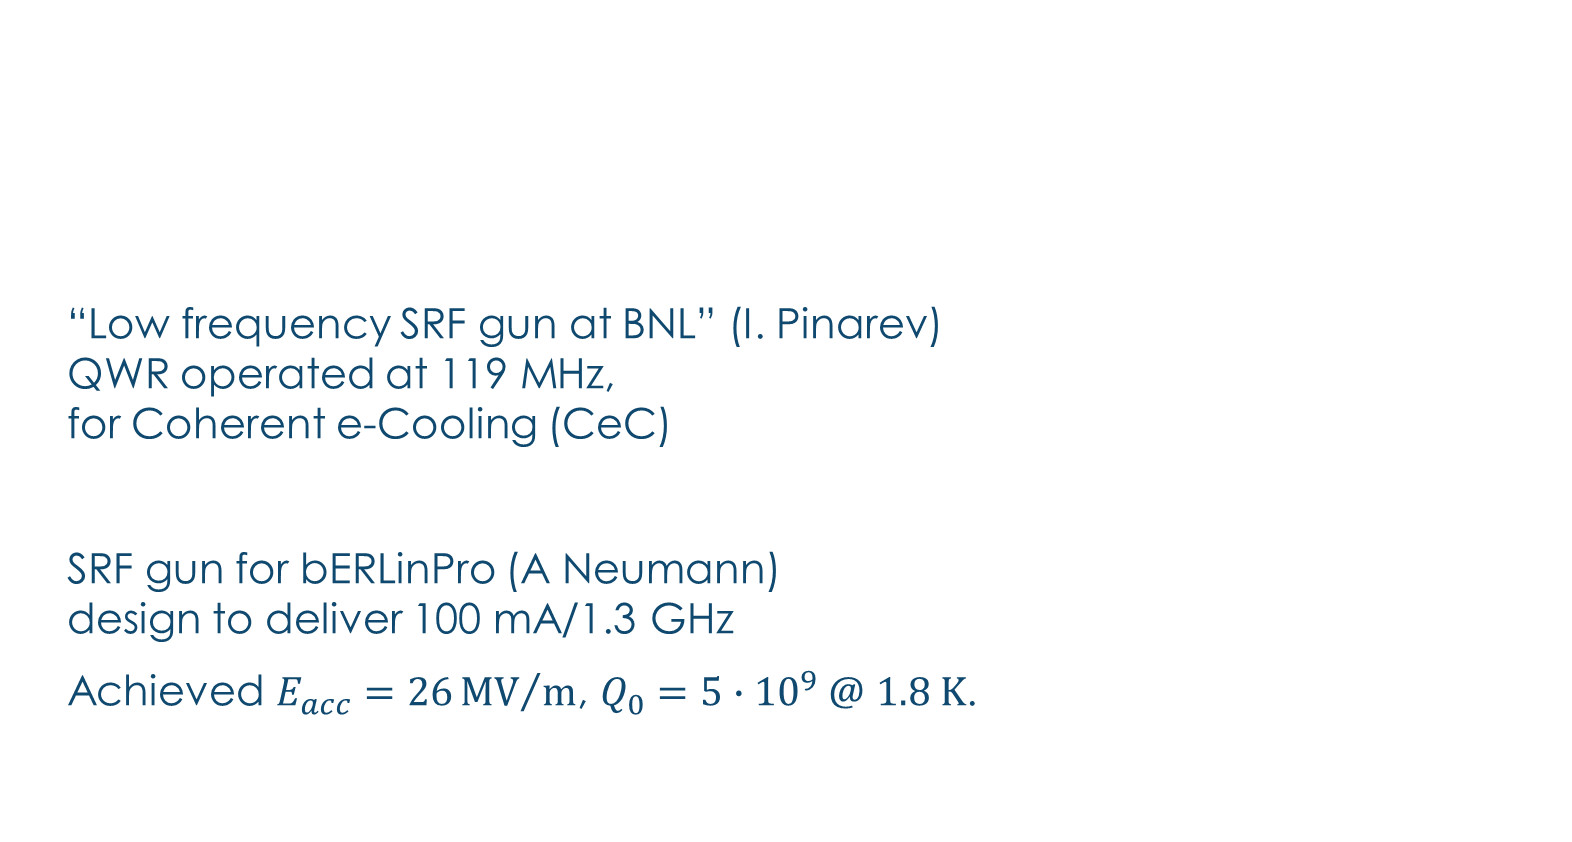 “Low frequency SRF gun at BNL” (I. Pinarev)
QWR operated at 119 MHz,
for Coherent e-Cooling (CeC)
SRF gun for bERLinPro (A Neumann)
design to deliver 100 mA/1.3 GHz
Achieved E_acc = 26 MV/m, Q_0 = 5 · 10^9 @ 1.8 K.